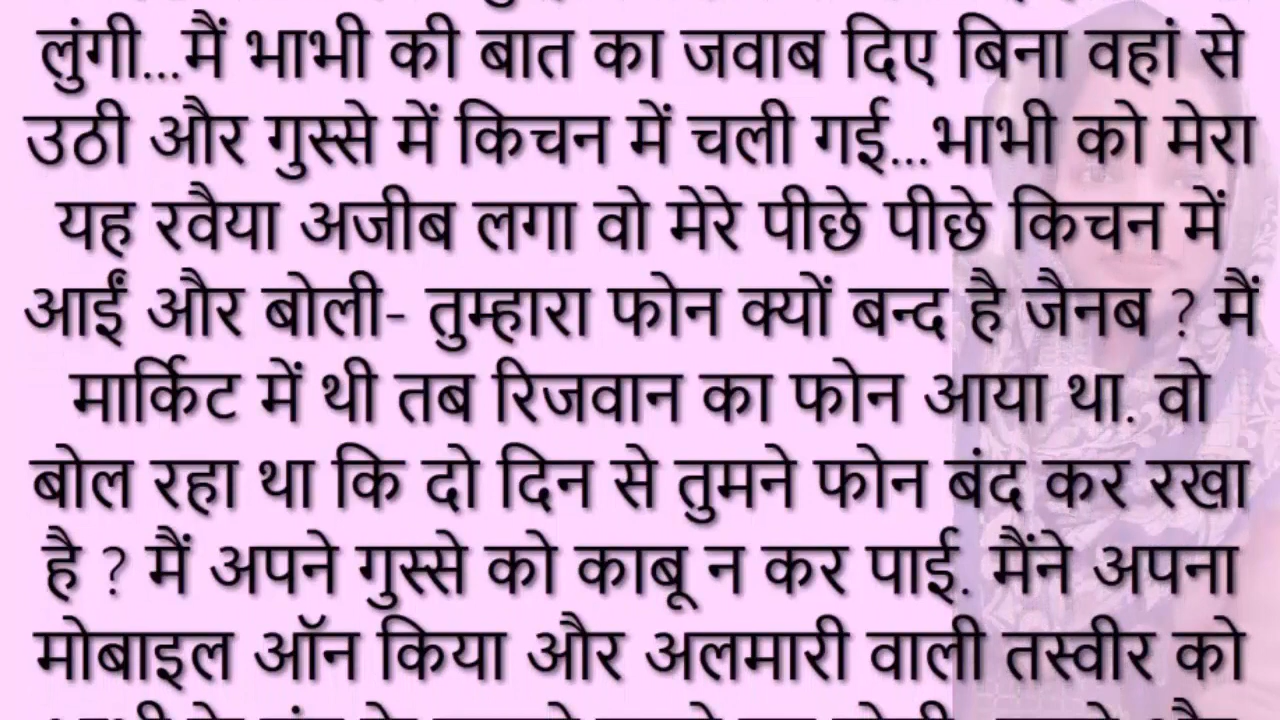 लुंगी...मैं भाभी की बात का जवाब दिए बिना वहां से
उठी और गुस्से में किचन में चली गई...भाभी को मेरा
यह रवैया अजीब लगा वो मेरे पीछे पीछे किचन में
आईं और बोली- तुम्हारा फोन क्यों बन्द है जैनब ? मैं
मार्किट में थी तब रिजवान का फोन आया था. वो
बोल रहा था कि दो दिन से तुमने फोन बंद कर रखा
है ? मैं अपने गुस्से को काबू न कर पाई. मैंने अपना
मोबाइल ऑन किया और अलमारी वाली तस्वीर को